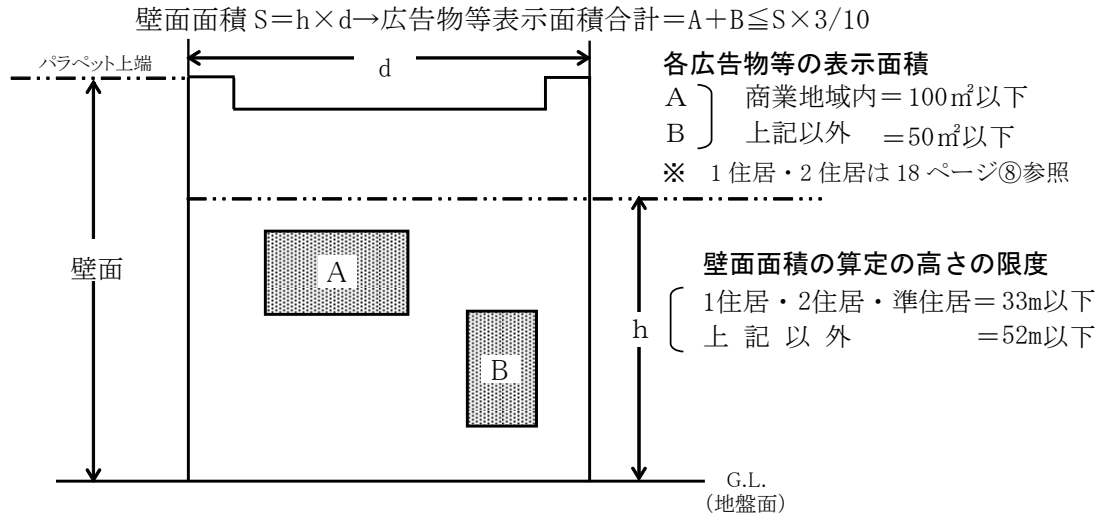 壁面面積 S＝h×d→広告物等表示面積合計＝A＋B≦S×3/10
パラペット上端
d
各広告物等の表示面積
A 商業地域内＝100㎡以下
B 上記以外 ＝50㎡以下
※ 1住居・2住居は 18 ページ⑧参照
壁面
A
B
h
壁面面積の算定の高さの限度
1住居・2住居・準住居＝33m以下
上 記 以 外 ＝52m以下
G.L.
（地盤面）